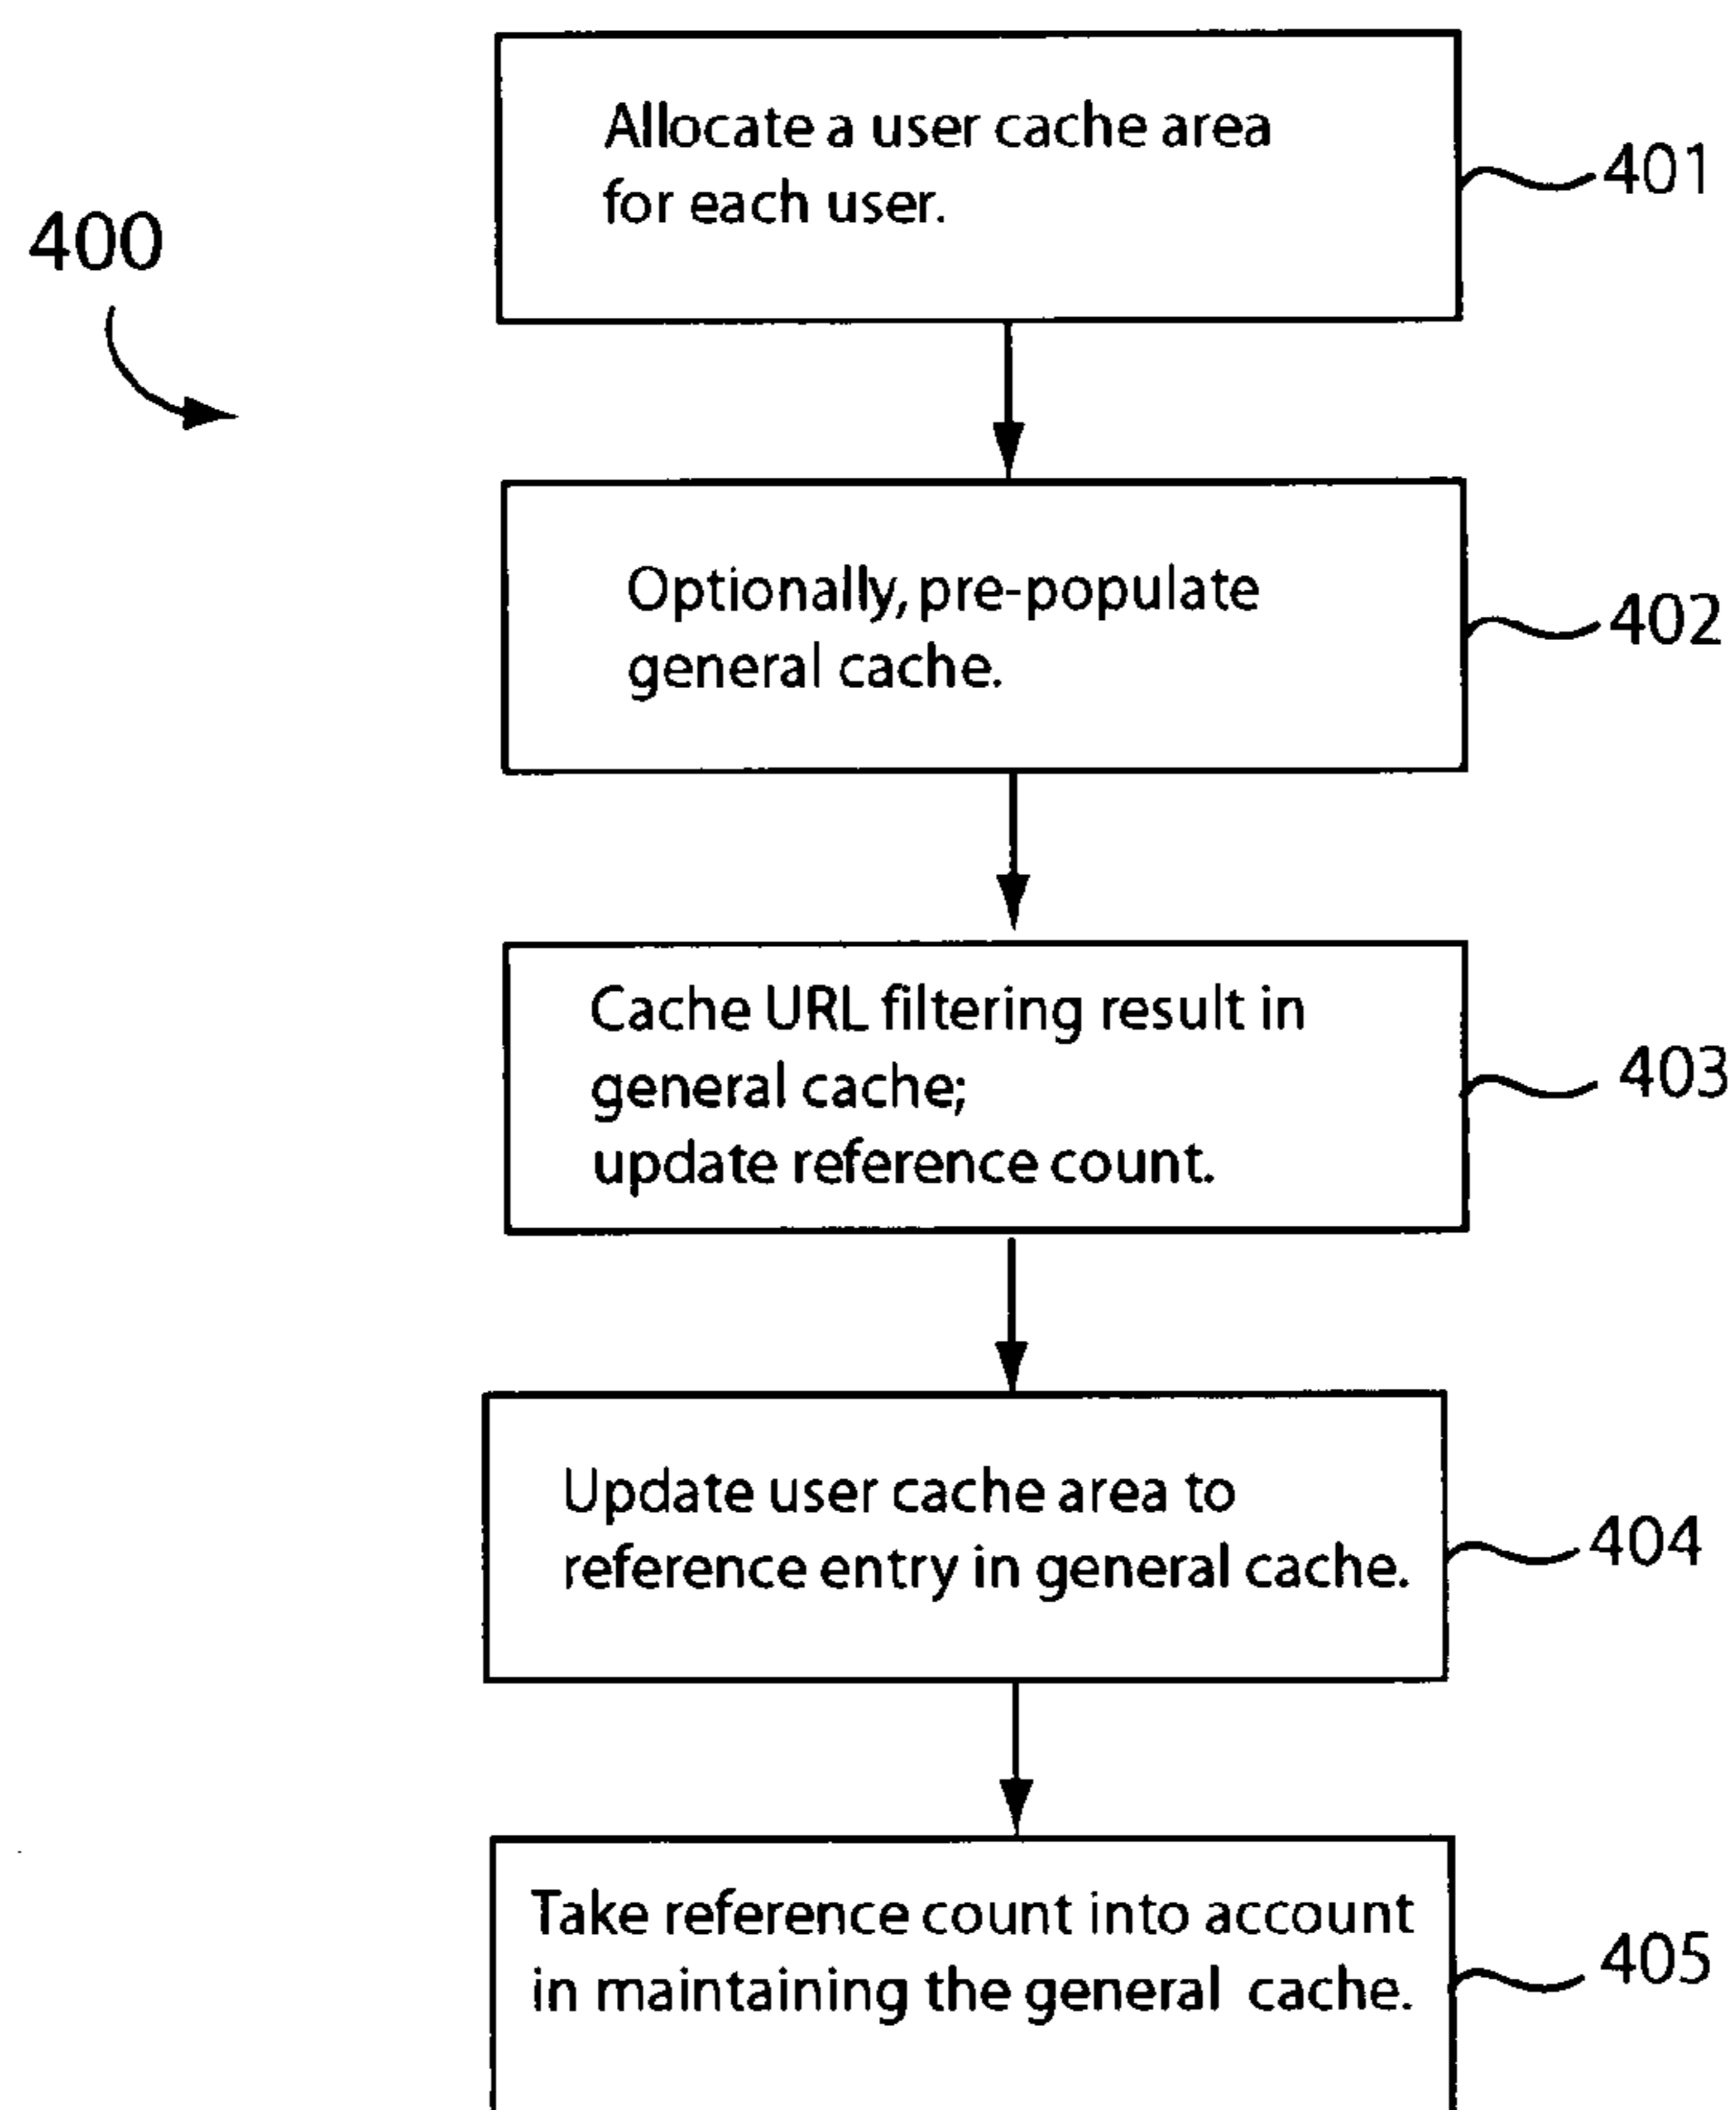 400
Allocate a user cache area
for each user.
401
Optionally, pre-populate
general cache.
402
Cache URL filtering result in
general cache;
update reference count.
403
Update user cache area to
reference entry in general cache.
404
Take reference count into account
in maintaining the general cache.
405